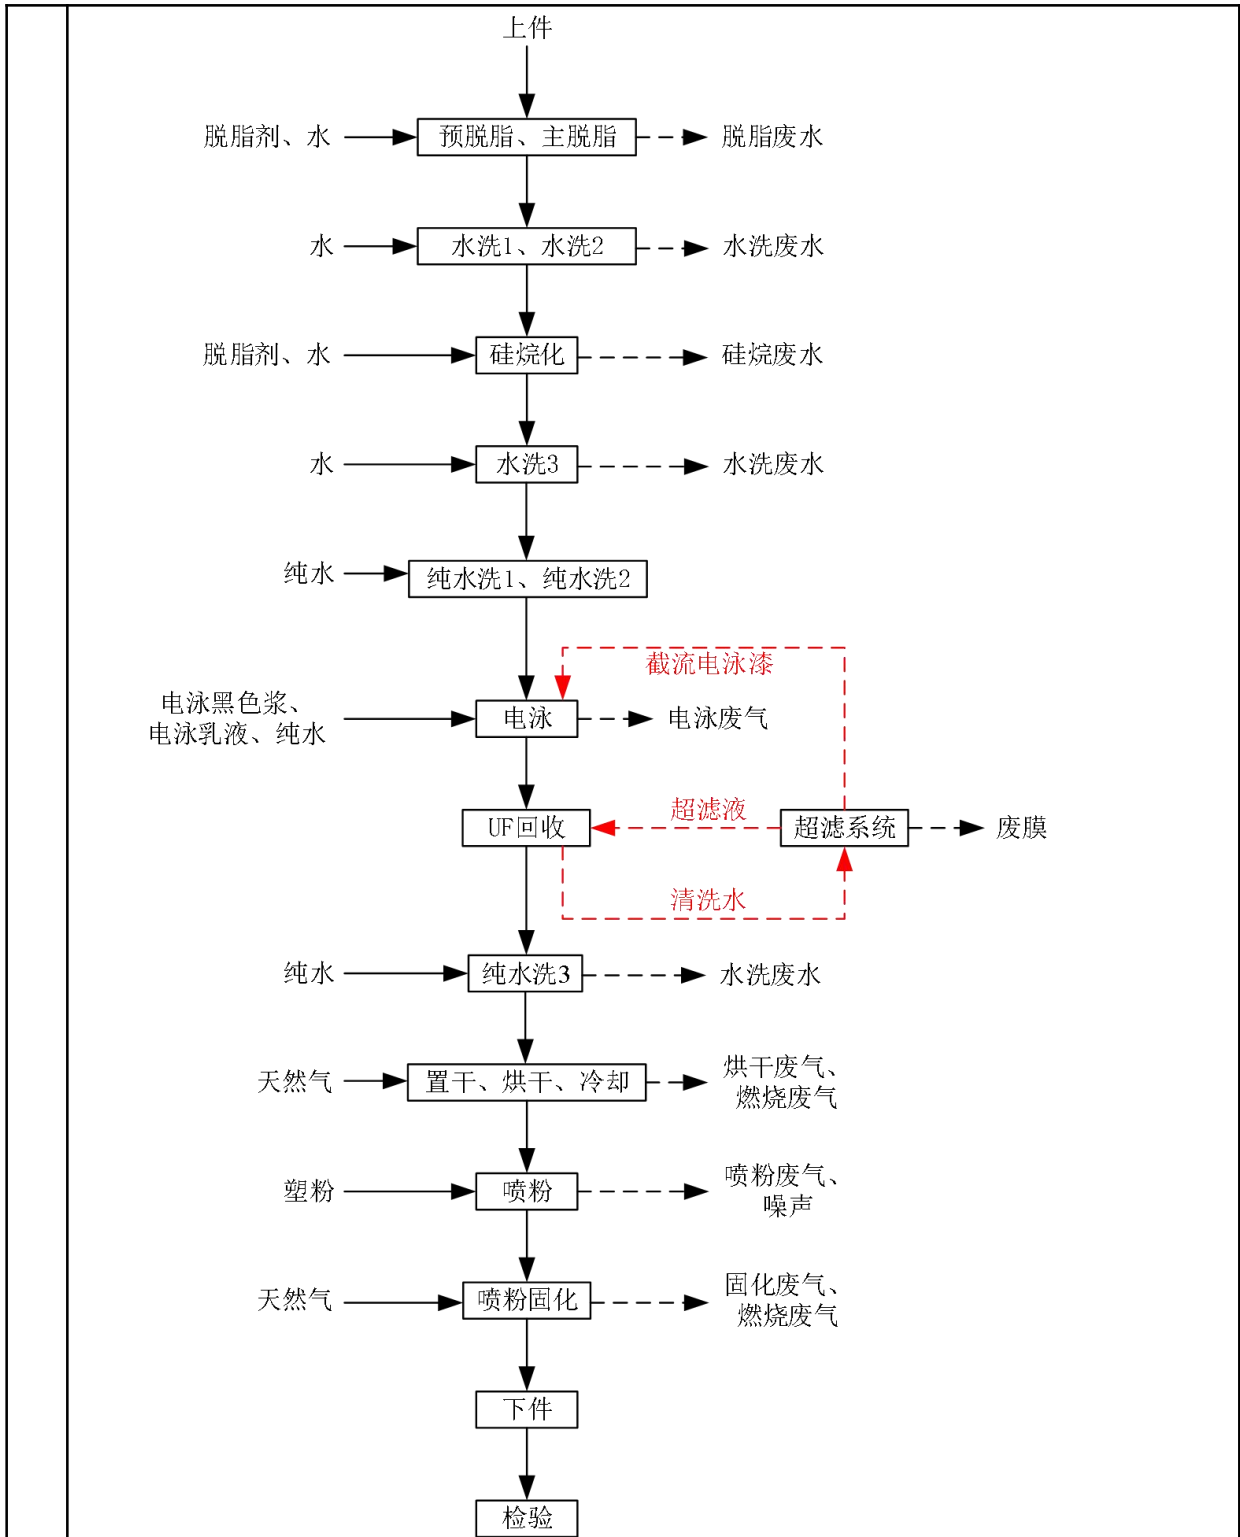 上件
脱脂剂、水
预脱脂、主脱脂
脱脂废水
水
水洗1、水洗2
水洗废水
脱脂剂、水
硅烷化
硅烷废水
水
水洗3
水洗废水
纯水
纯水洗1、纯水洗2
截流电泳漆
电泳黑色浆、
电泳乳液、纯水
电泳
电泳废气
超滤液
UF回收
超滤系统
废膜
清洗水
纯水
纯水洗3
水洗废水
天然气
置干、烘干、冷却
烘干废气、
燃烧废气
塑粉
喷粉
喷粉废气、
噪声
天然气
喷粉固化
固化废气、
燃烧废气
下件
检验